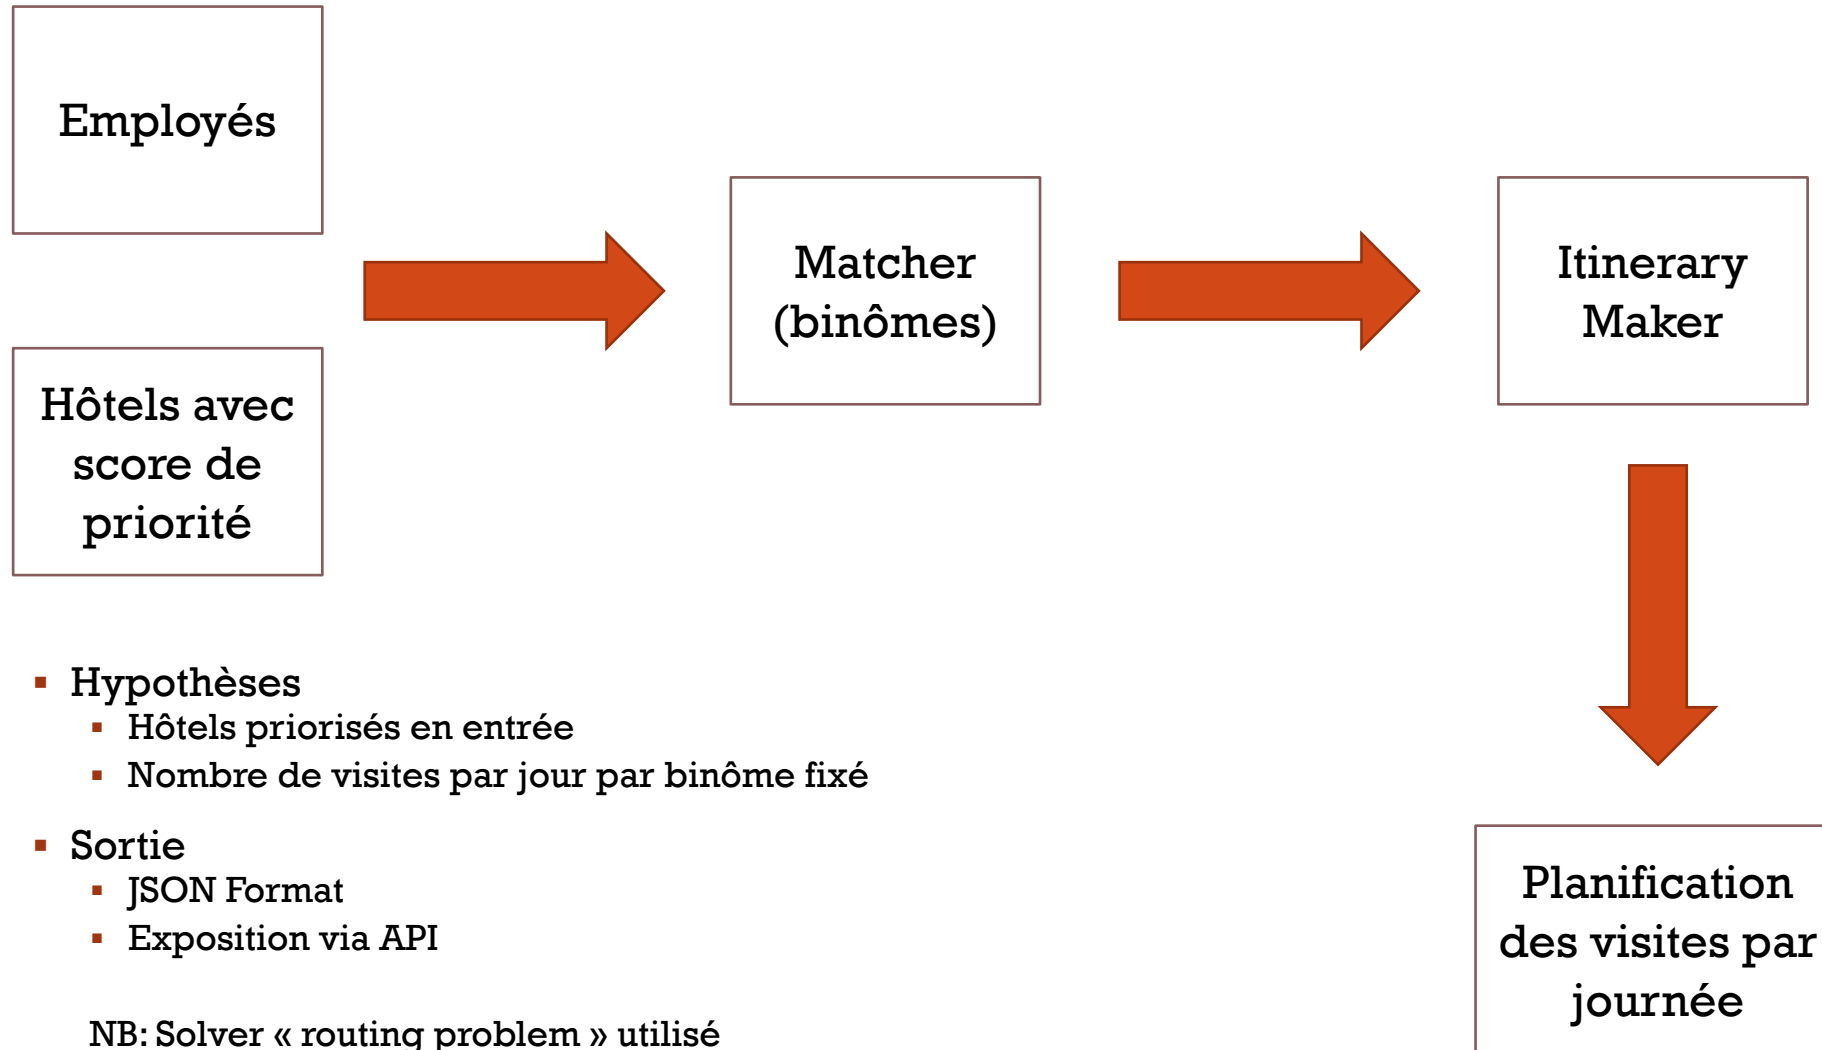 Employés
Hôtels avec
score de
priorité
Matcher
(binômes)
Itinerary
Maker
Planification
des visites par
journée
Hypothèses
Hôtels priorisés en entrée
Nombre de visites par jour par binôme fixé
Sortie
JSON Format
Exposition via API
NB: Solver « routing problem » utilisé